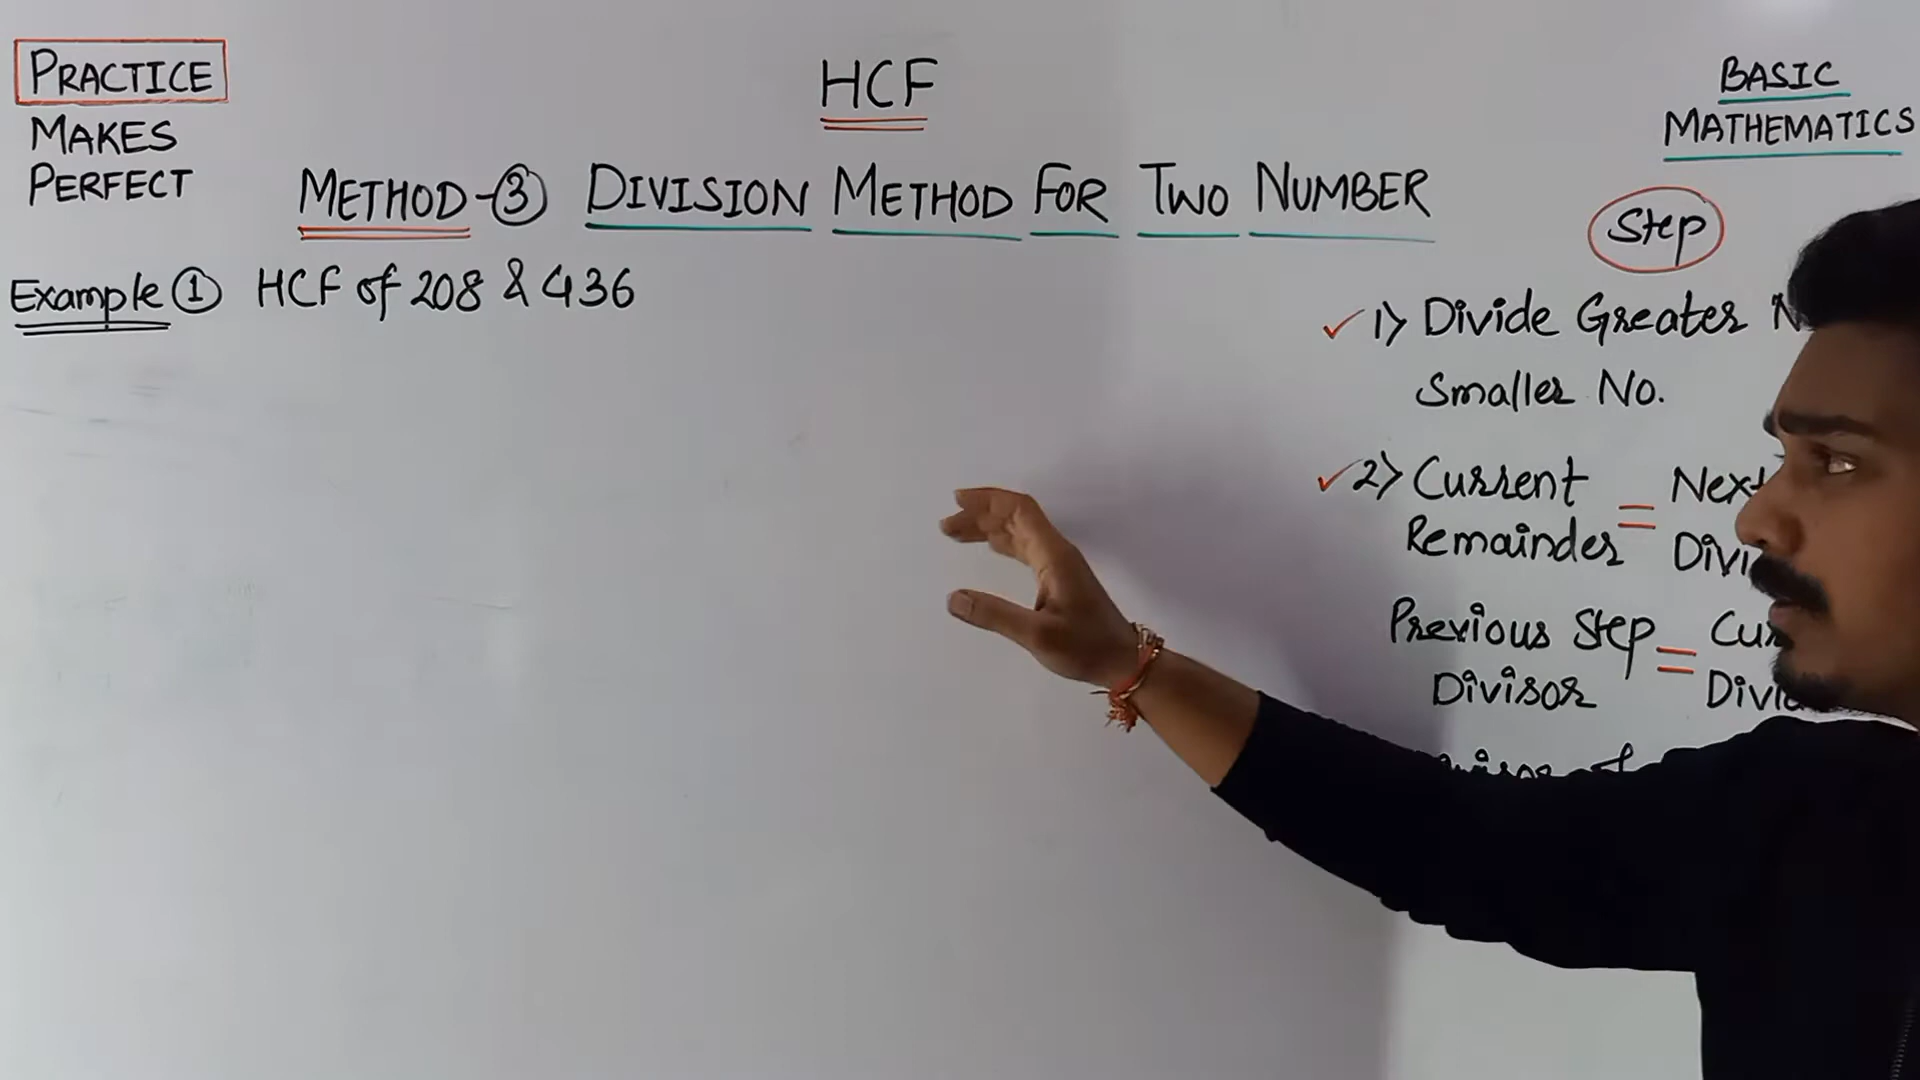 PRACTICE
MAKES
PERFECT
HCF
BASIC
MATHEMATICS
METHOD-③ DIVISION METHOD FOR TWO NUMBER
Example ① HCF of 208 & 436
Step
1) Divide Greater
Smaller No.
2) Current Remainder = Next
Previous Step Divisor =